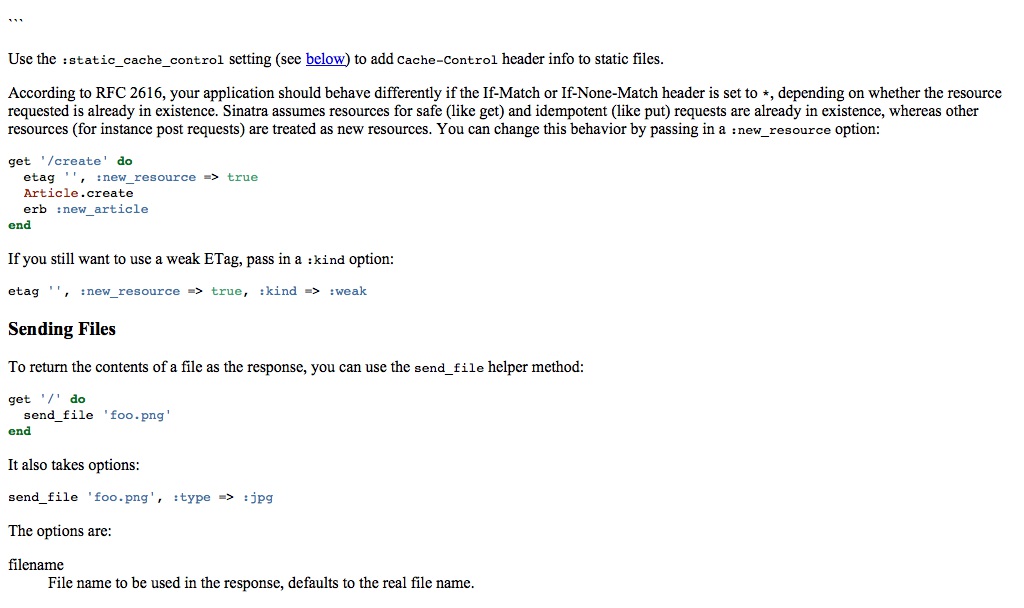 ```
Use the :static_cache_control setting (see below) to add Cache-Control header info to static files.
According to RFC 2616, your application should behave differently if the If-Match or If-None-Match header is set to *, depending on whether the resource
requested is already in existence. Sinatra assumes resources for safe (like get) and idempotent (like put) requests are already in existence, whereas other
resources (for instance post requests) are treated as new resources. You can change this behavior by passing in a :new_resource option:
get '/create' do
  etag '', :new_resource => true
  Article.create
  erb :new_article
end
If you still want to use a weak ETag, pass in a :kind option:
etag '', :new_resource => true, :kind => :weak
Sending Files
To return the contents of a file as the response, you can use the send_file helper method:
get '/' do
  send_file 'foo.png'
end
It also takes options:
send_file 'foo.png', :type => :jpg
The options are:
filename
File name to be used in the response, defaults to the real file name.